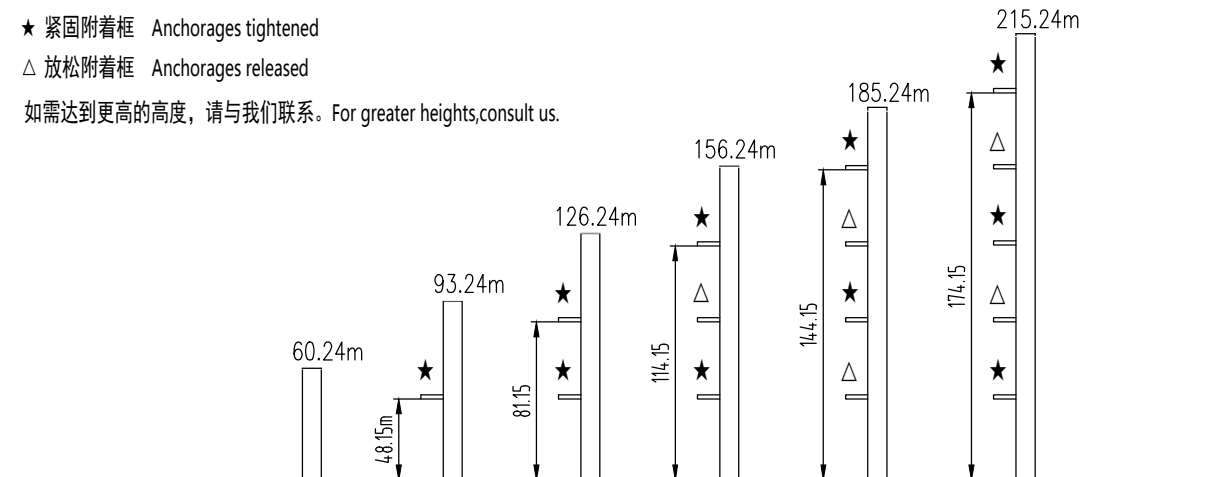 ★ 紧固附着框 Anchorages tightened
△ 放松附着框 Anchorages released
如需达到更高的高度，请与我们联系。For greater heights,consult us.
215.24m
185.24m
156.24m
126.24m
93.24m
60.24m
174.15
144.15
114.15
81.15
48.15m